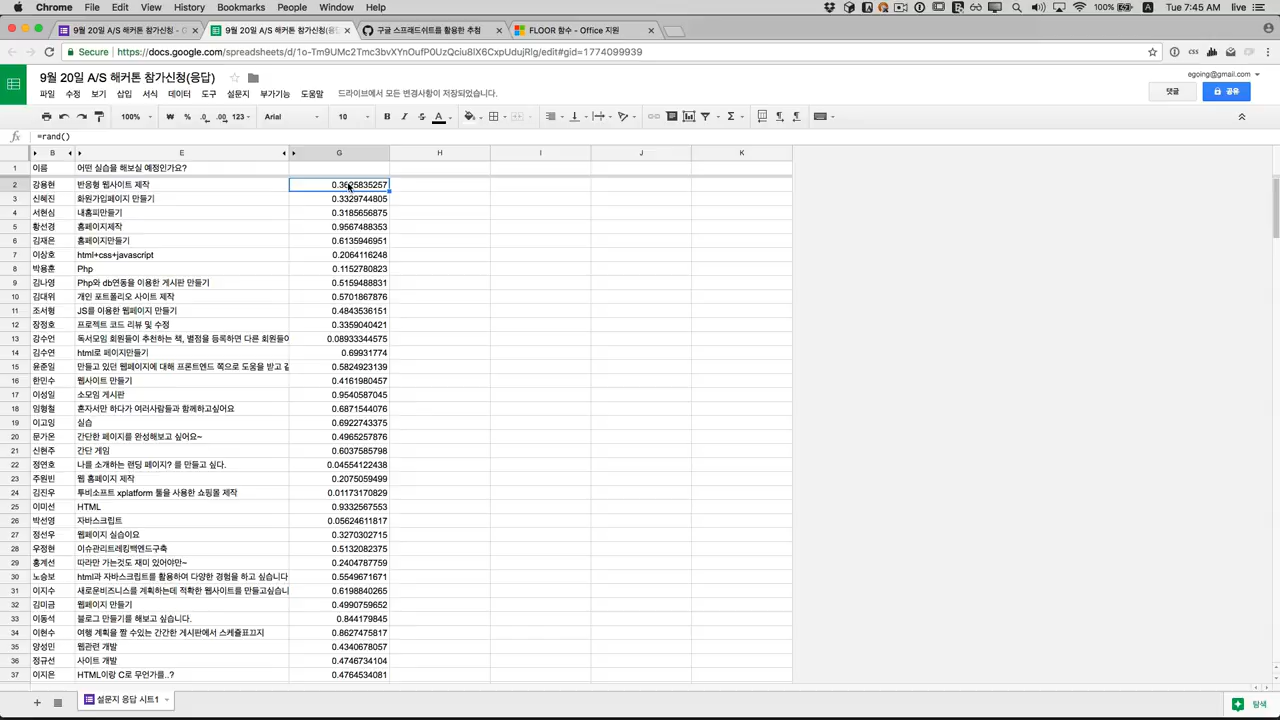 Chrome File Edit View History Bookmarks People Window Help 100% Tue 7:45 AM live
9월 20일 A/S 해커톤 참가신청 - 9월 20일 A/S 해커톤 참가신청(응답) 구글 스프레드쉬트를 활용한 추첨 FLOOR 함수 - Office 지원
Secure https://docs.google.com/spreadsheets/d/1o-Tm9UMc2Tmc3bvXYnOufP0UzQciu8IX6CxpUdujRlg/edit#gid=1774099939
9월 20일 A/S 해커톤 참가신청(응답) egoing@gmail.com
파일 수정 보기 삽입 서식 데이터 도구 설문지 부가기능 도움말 드라이브에서 모든 변경사항이 저장되었습니다. 댓글 공유
100% ₩ % .0 .00 123 Arial 10 B I S A
fx =rand()
B E G H I J K
1 이름 어떤 실습을 해보실 예정인가요?
2 강용현 반응형 웹사이트 제작 0.3625835257
3 신혜진 화원가입페이지 만들기 0.3329744805
4 서현심 내홈피만들기 0.3185656875
5 황선경 홈페이지제작 0.9567488353
6 김재은 홈페이지만들기 0.6135946951
7 이상호 html+css+javascript 0.2064116248
8 박용훈 Php 0.1152780823
9 김나영 Php와 db연동을 이용한 게시판 만들기 0.5159488831
10 김대위 개인 포트폴리오 사이트 제작 0.5701867876
11 조서형 JS를 이용한 웹페이지 만들기 0.4843536151
12 장정호 프로젝트 코드 리뷰 및 수정 0.3359040421
13 강수언 독서모임 회원들이 추천하는 책, 별점을 등록하면 다른 회원들이 0.08933344575
14 김수연 html로 페이지만들기 0.69931774
15 윤준일 만들고 있던 웹페이지에 대해 프론트엔드 쪽으로 도움을 받고 싶 0.5824923139
16 한민수 웹사이트 만들기 0.4161980457
17 이성일 소모임 게시판 0.9540587045
18 임형철 혼자서만 하다가 여러사람들과 함께하고싶어요 0.6871544076
19 이고잉 실습 0.6922743375
20 문가온 간단한 페이지를 완성해보고 싶어요~ 0.4965257876
21 신현주 간단 게임 0.6037585798
22 정연호 나를 소개하는 랜딩 페이지? 를 만들고 싶다. 0.04554122438
23 주원빈 웹 홈페이지 제작 0.2075059499
24 김진우 투비소프트 xplatform 툴을 사용한 쇼핑몰 제작 0.01173170829
25 이미선 HTML 0.9332567553
26 박선영 자바스크립트 0.05624611817
27 정선우 웹페이지 실습이요 0.3270302715
28 우정현 이슈관리트레킹백엔드구축 0.5132082375
29 홍계선 따라만 가는것도 재미 있어야만~ 0.2404787759
30 노승보 html과 자바스크립트를 활용하여 다양한 경험을 하고 싶습니다 0.5549671671
31 이지수 새로운비즈니스를 계획하는데 적확한 웹사이트를 만들고싶습니 0.6198840265
32 김미금 웹페이지 만들기 0.4990759652
33 이동석 블로그 만들기를 해보고 싶습니다. 0.844179845
34 이현수 여행 계획을 짤 수있는 간간한 게시판에서 스케쥴표끄지 0.8627475817
35 양성민 웹관련 개발 0.4340678057
36 정규선 사이트 개발 0.4746734104
37 이지은 HTML이랑 C로 무언가를..? 0.4764534081
설문지 응답 시트1 탐색